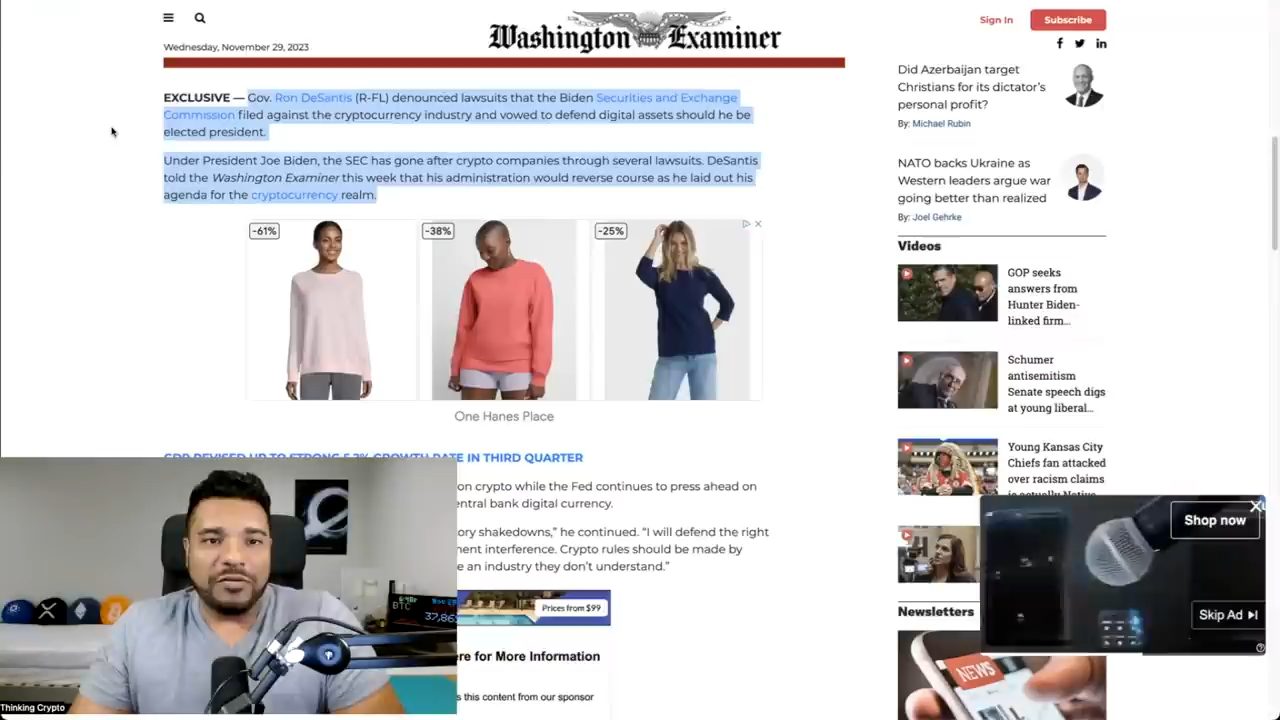 Washington Examiner
Sign In
Subscribe
Wednesday, November 29, 2023
EXCLUSIVE — Gov. Ron DeSantis (R-FL) denounced lawsuits that the Biden Securities and Exchange
Commission filed against the cryptocurrency industry and vowed to defend digital assets should he be
elected president.
Under President Joe Biden, the SEC has gone after crypto companies through several lawsuits. DeSantis
told the Washington Examiner this week that his administration would reverse course as he laid out his
agenda for the cryptocurrency realm.
-61%
-38%
-25%
One Hanes Place
GDP REVISED UP TO STRONG 5.2% GROWTH RATE IN THIRD QUARTER
on crypto while the Fed continues to press ahead on
entral bank digital currency.
ory shakedowns,” he continued. “I will defend the right
ent interference. Crypto rules should be made by
e an industry they don’t understand.”
Prices from $99
ere for More Information
s this content from our sponsor
BTC
Thinking Crypto
Did Azerbaijan target
Christians for its dictator’s
personal profit?
By: Michael Rubin
NATO backs Ukraine as
Western leaders argue war
going better than realized
By: Joel Gehrke
Videos
GOP seeks
answers from
Hunter Biden-
linked firm...
Schumer
antisemitism
Senate speech digs
at young liberal...
Young Kansas City
Chiefs fan attacked
over racism claims
is actually Native
Shop now
Skip Ad
Newsletters
NEWS